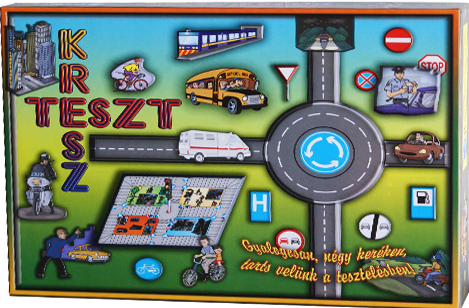 KRESZ
TESZT
STOP
H
Gyalogosan, négy keréken,
tarts velünk a tesztelésben!